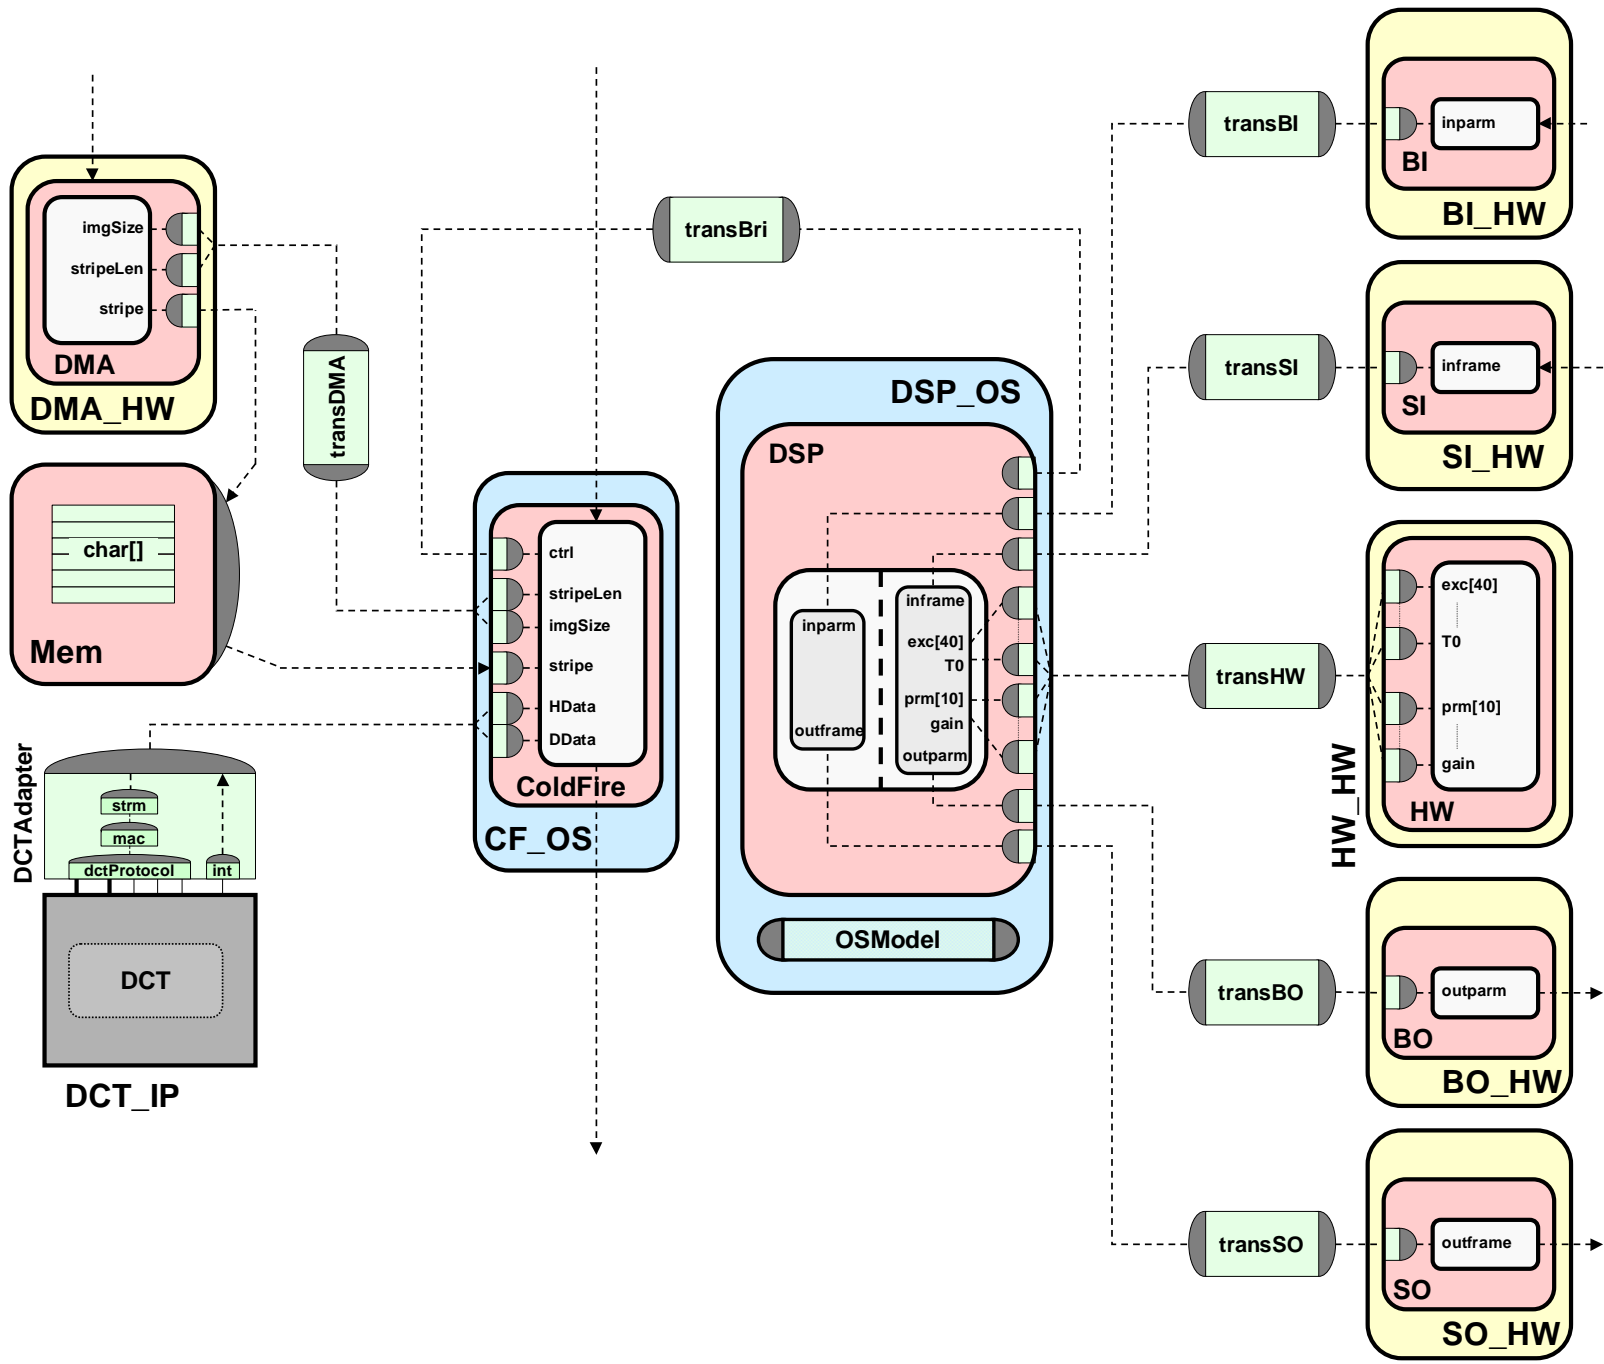 imgSize
stripeLen
stripe
DMA
DMA_HW
transDMA
char[]
Mem
DCTAdapter
strm
mac
dctProtocol
int
DCT
DCT_IP
transBri
ctrl
stripeLen
imgSize
stripe
HData
DData
ColdFire
CF_OS
DSP_OS
DSP
inparm
outframe
inframe
exc[40]
T0
prm[10]
gain
outparm
OSModel
transBI
transSI
transHW
transBO
transSO
inparm
BI
BI_HW
inframe
SI
SI_HW
exc[40]
T0
prm[10]
gain
HW
HW_HW
outparm
BO
BO_HW
outframe
SO
SO_HW